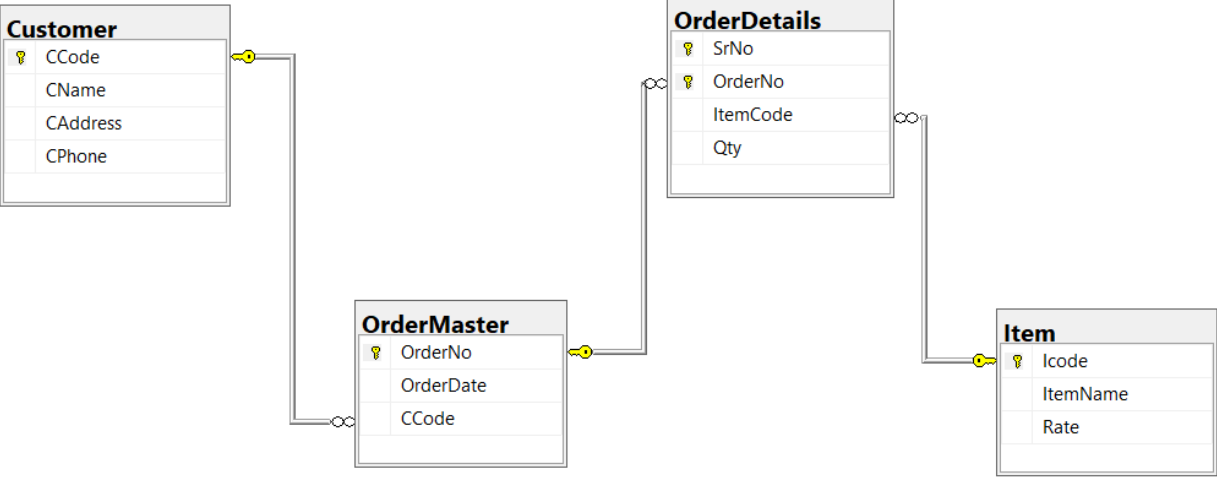 Customer
CCode
CName
CAddress
CPhone
OrderDetails
SrNo
OrderNo
ItemCode
Qty
OrderMaster
OrderNo
OrderDate
CCode
Item
Icode
ItemName
Rate